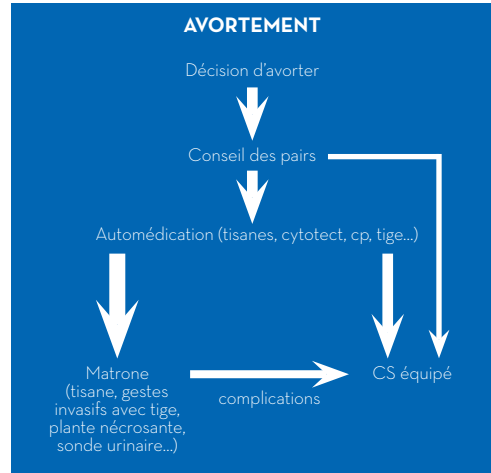 AVORTEMENT
Décision d'avorter
Conseil des pairs
Automédication (tisanes, cytotect, cp, tige...)
Matrone
(tisane, gestes
invasifs avec tige,
plante nécrosante,
sonde urinaire...)
complications
CS équipé